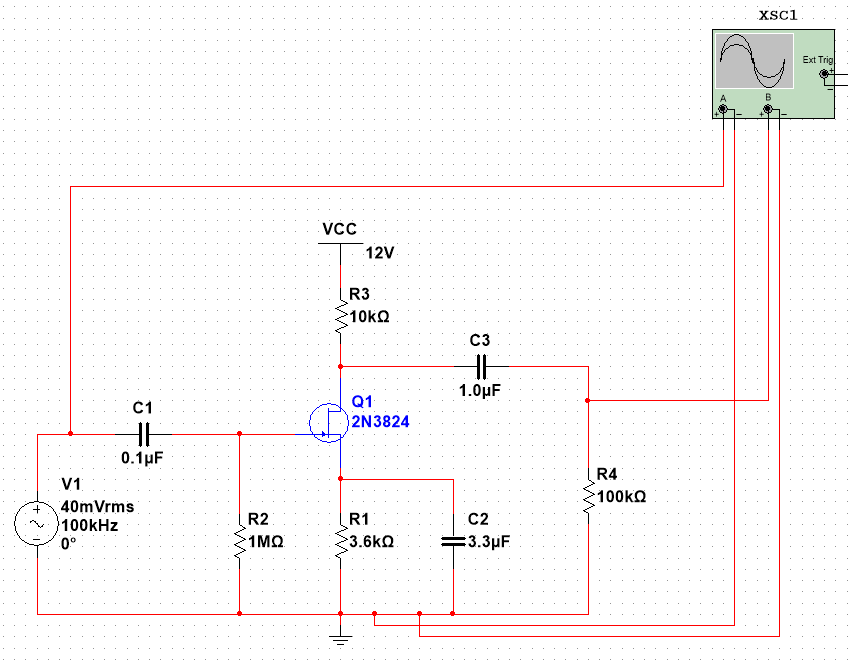 XSC1
Ext Trig
+
−
A
B
+ − + −
VCC
12V
R3
10kΩ
C3
1.0µF
Q1
2N3824
C1
0.1µF
V1
40mVrms
100kHz
0°
R2
1MΩ
R1
3.6kΩ
C2
3.3µF
R4
100kΩ